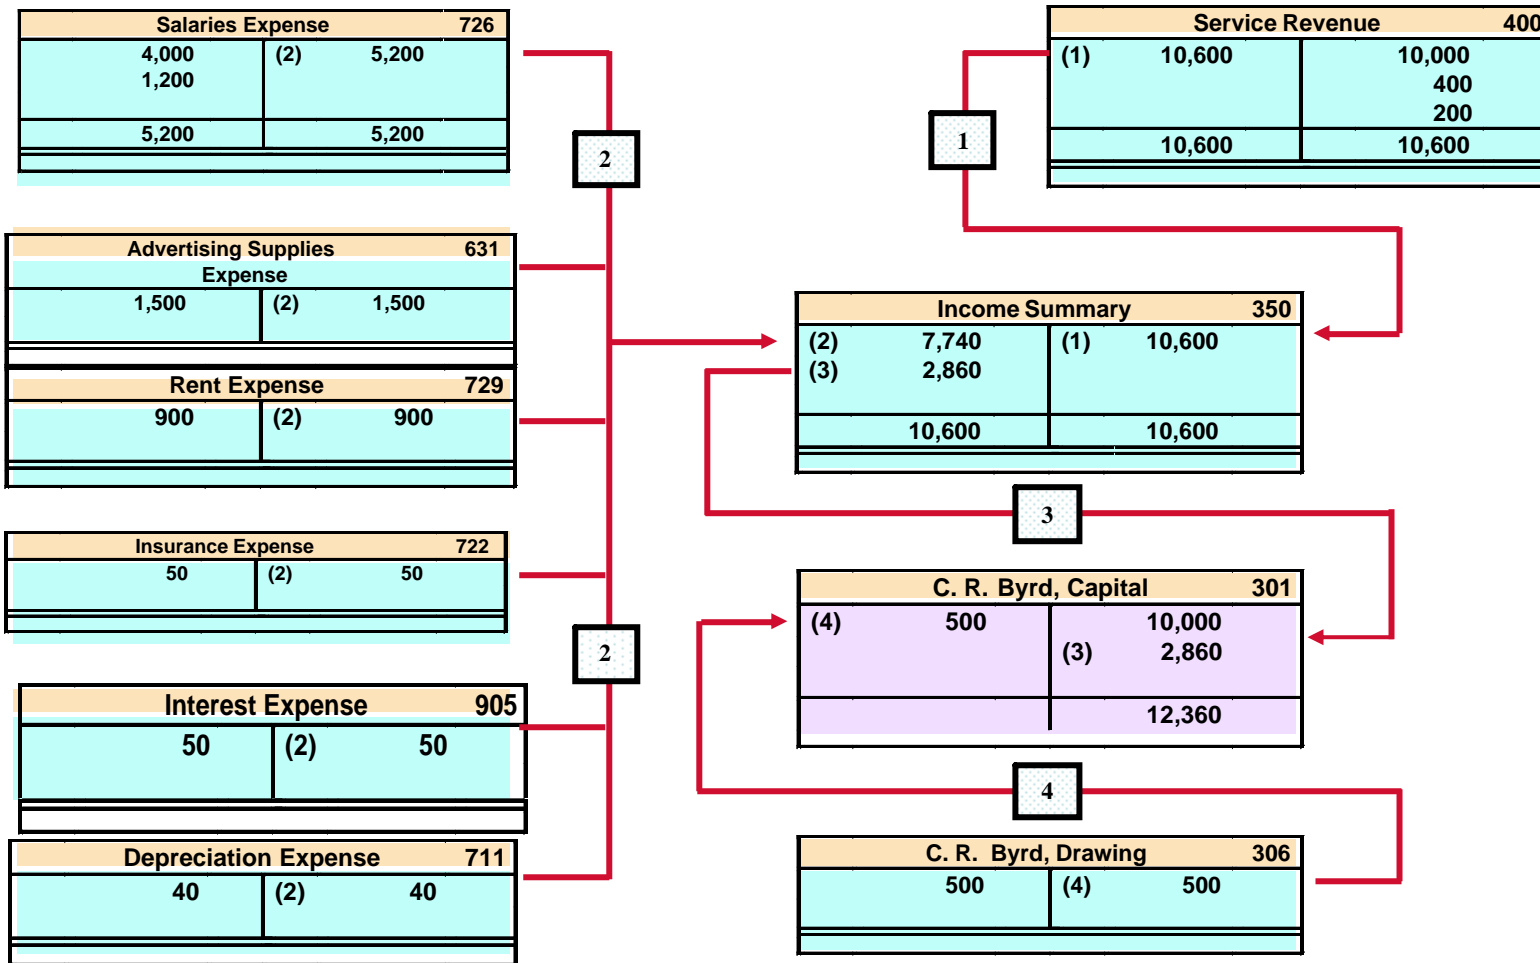 Salaries Expense 726
4,000 (2) 5,200
1,200
5,200 5,200
Advertising Supplies 631
Expense
1,500 (2) 1,500
Rent Expense 729
900 (2) 900
Insurance Expense 722
50 (2) 50
Interest Expense 905
50 (2) 50
Depreciation Expense 711
40 (2) 40
2
2
Service Revenue 400
(1) 10,600 10,000
400
200
10,600 10,600
1
Income Summary 350
(2) 7,740 (1) 10,600
(3) 2,860
10,600 10,600
3
C. R. Byrd, Capital 301
(4) 500 10,000
(3) 2,860
12,360
4
C. R. Byrd, Drawing 306
500 (4) 500